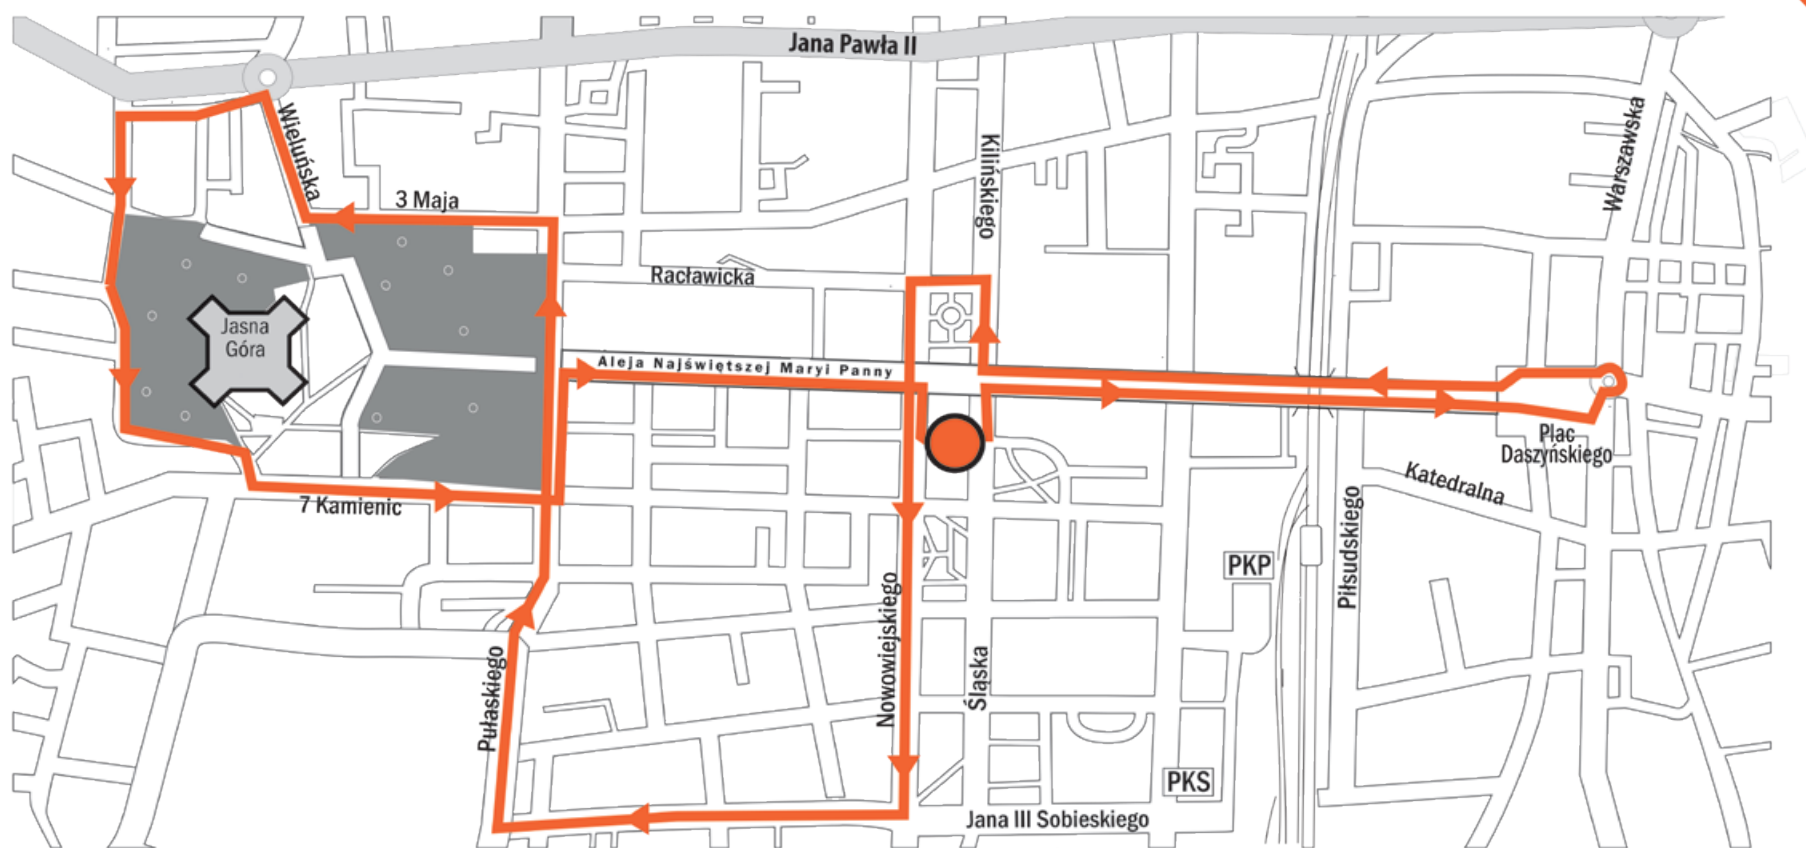 Jana Pawła II
Wieluńska
Warszawska
Kilińskiego
3 Maja
Racławicka
Jasna
Góra
Aleja Najświętszej Maryi Panny
Plac
Daszyńskiego
Katedralna
7 Kamienic
Piłsudskiego
PKP
Nowowiejskiego
Śląska
Pułaskiego
PKS
Jana III Sobieskiego